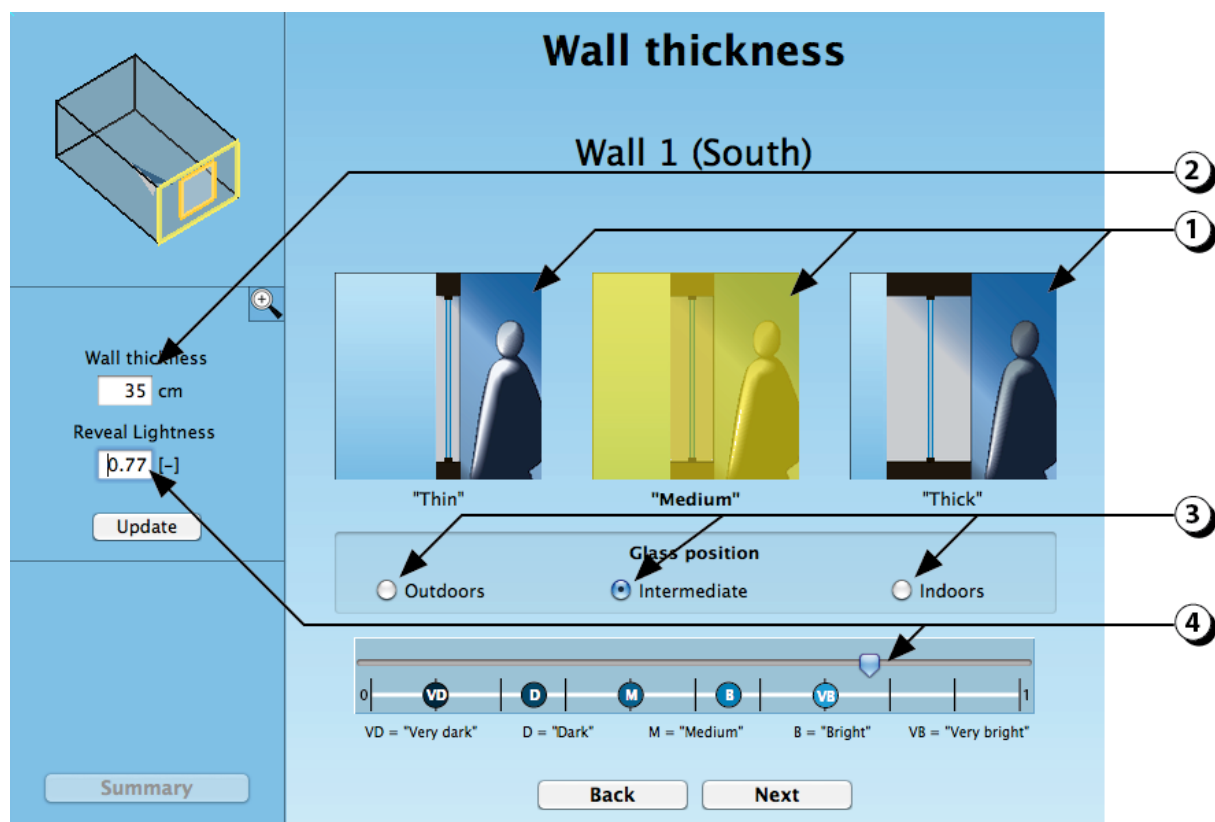 Wall thickness
Wall 1 (South)
2
1
Wall thickness
35 cm
Reveal Lightness
0.77 [-]
Update
"Thin" "Medium" "Thick"
3
Glass position
Outdoors Intermediate Indoors
4
0 VD D M B VB 1
VD = "Very dark" D = "Dark" M = "Medium" B = "Bright" VB = "Very bright"
Summary
Back Next